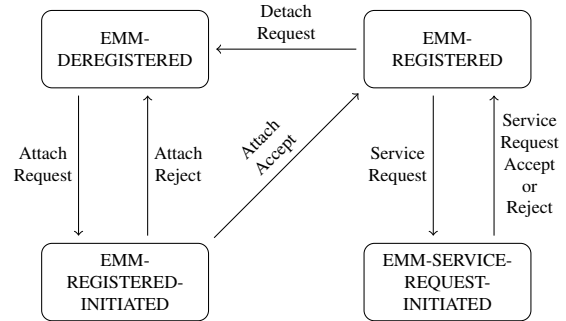 EMM-
DEREGISTERED
Detach
Request
EMM-
REGISTERED
Attach
Request
Attach
Reject
Attach
Accept
Service
Request
Service
Request
Accept
or
Reject
EMM-
REGISTERED-
INITIATED
EMM-SERVICE-
REQUEST-
INITIATED